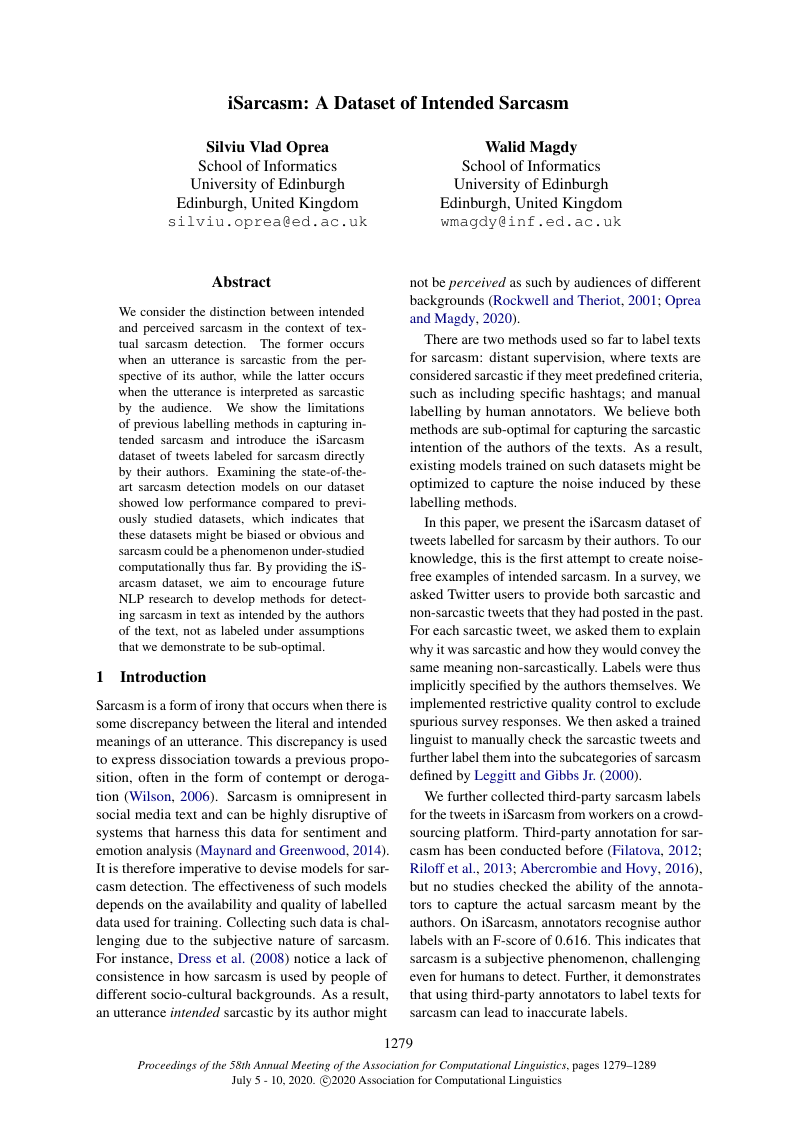 iSarcasm: A Dataset of Intended Sarcasm
Silviu Vlad Oprea
School of Informatics
University of Edinburgh
Edinburgh, United Kingdom
silviu.oprea@ed.ac.uk
Walid Magdy
School of Informatics
University of Edinburgh
Edinburgh, United Kingdom
wmagdy@inf.ed.ac.uk
Abstract
We consider the distinction between intended
and perceived sarcasm in the context of tex-
tual sarcasm detection. The former occurs
when an utterance is sarcastic from the per-
spective of its author, while the latter occurs
when the utterance is interpreted as sarcastic
by the audience. We show the limitations
of previous labelling methods in capturing in-
tended sarcasm and introduce the iSarcasm
dataset of tweets labeled for sarcasm directly
by their authors. Examining the state-of-the-
art sarcasm detection models on our dataset
showed low performance compared to previ-
ously studied datasets, which indicates that
these datasets might be biased or obvious and
sarcasm could be a phenomenon under-studied
computationally thus far. By providing the iS-
arcasm dataset, we aim to encourage future
NLP research to develop methods for detect-
ing sarcasm in text as intended by the authors
of the text, not as labeled under assumptions
that we demonstrate to be sub-optimal.
1 Introduction
Sarcasm is a form of irony that occurs when there is
some discrepancy between the literal and intended
meanings of an utterance. This discrepancy is used
to express dissociation towards a previous propo-
sition, often in the form of contempt or deroga-
tion (Wilson, 2006). Sarcasm is omnipresent in
social media text and can be highly disruptive of
systems that harness this data for sentiment and
emotion analysis (Maynard and Greenwood, 2014).
It is therefore imperative to devise models for sar-
casm detection. The effectiveness of such models
depends on the availability and quality of labelled
data used for training. Collecting such data is chal-
lenging due to the subjective nature of sarcasm.
For instance, Dress et al. (2008) notice a lack of
consistence in how sarcasm is used by people of
different socio-cultural backgrounds. As a result,
an utterance intended sarcastic by its author might
not be perceived as such by audiences of different
backgrounds (Rockwell and Theriot, 2001; Oprea
and Magdy, 2020).
There are two methods used so far to label texts
for sarcasm: distant supervision, where texts are
considered sarcastic if they meet predefined criteria,
such as including specific hashtags; and manual
labelling by human annotators. We believe both
methods are sub-optimal for capturing the sarcastic
intention of the authors of the texts. As a result,
existing models trained on such datasets might be
optimized to capture the noise induced by these
labelling methods.
In this paper, we present the iSarcasm dataset of
tweets labelled for sarcasm by their authors. To our
knowledge, this is the first attempt to create noise-
free examples of intended sarcasm. In a survey, we
asked Twitter users to provide both sarcastic and
non-sarcastic tweets that they had posted in the past.
For each sarcastic tweet, we asked them to explain
why it was sarcastic and how they would convey the
same meaning non-sarcastically. Labels were thus
implicitly specified by the authors themselves. We
implemented restrictive quality control to exclude
spurious survey responses. We then asked a trained
linguist to manually check the sarcastic tweets and
further label them into the subcategories of sarcasm
defined by Leggitt and Gibbs Jr. (2000).
We further collected third-party sarcasm labels
for the tweets in iSarcasm from workers on a crowd-
sourcing platform. Third-party annotation for sar-
casm has been conducted before (Filatova, 2012;
Riloff et al., 2013; Abercrombie and Hovy, 2016),
but no studies checked the ability of the annota-
tors to capture the actual sarcasm meant by the
authors. On iSarcasm, annotators recognise author
labels with an F-score of 0.616. This indicates that
sarcasm is a subjective phenomenon, challenging
even for humans to detect. Further, it demonstrates
that using third-party annotators to label texts for
sarcasm can lead to inaccurate labels.
1279
Proceedings of the 58th Annual Meeting of the Association for Computational Linguistics, pages 1279–1289
July 5 - 10, 2020. ©2020 Association for Computational Linguistics